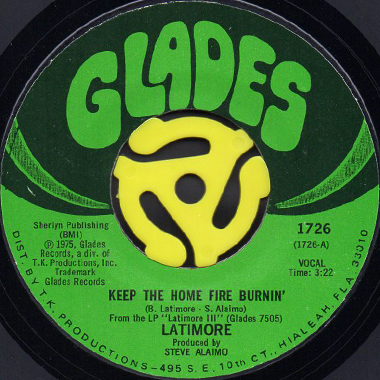 GLADES
Sherlyn Publishing
(BMI)
℗ 1975, Glades
Records, a div. of
T.K. Productions, Inc.
Trademark
Glades Records
1726
(1726-A)
VOCAL
Time: 3:22
KEEP THE HOME FIRE BURNIN'
(B. Latimore - S. Alaimo)
From the LP "Latimore III" (Glades 7505)
LATIMORE
Produced by
STEVE ALAIMO
DIST. BY T.K. PRODUCTIONS-495 S.E. 10th CT., HIALEAH, FLA 33010